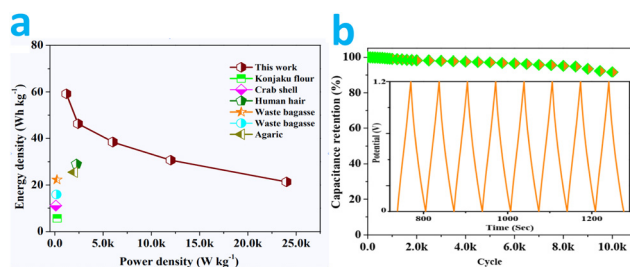 a
Energy density (Wh kg⁻¹)
80
60
40
20
0
This work
Konjaku flour
Crab shell
Human hair
Waste bagasse
Waste bagasse
Agaric
0.0 5.0k 10.0k 15.0k 20.0k 25.0k
Power density (W kg⁻¹)
b
Capacitance retention (%)
100
80
60
40
20
0
Potential (V)
1.2
0
800 1000 1200
Time (Sec)
0.0 2.0k 4.0k 6.0k 8.0k 10.0k
Cycle